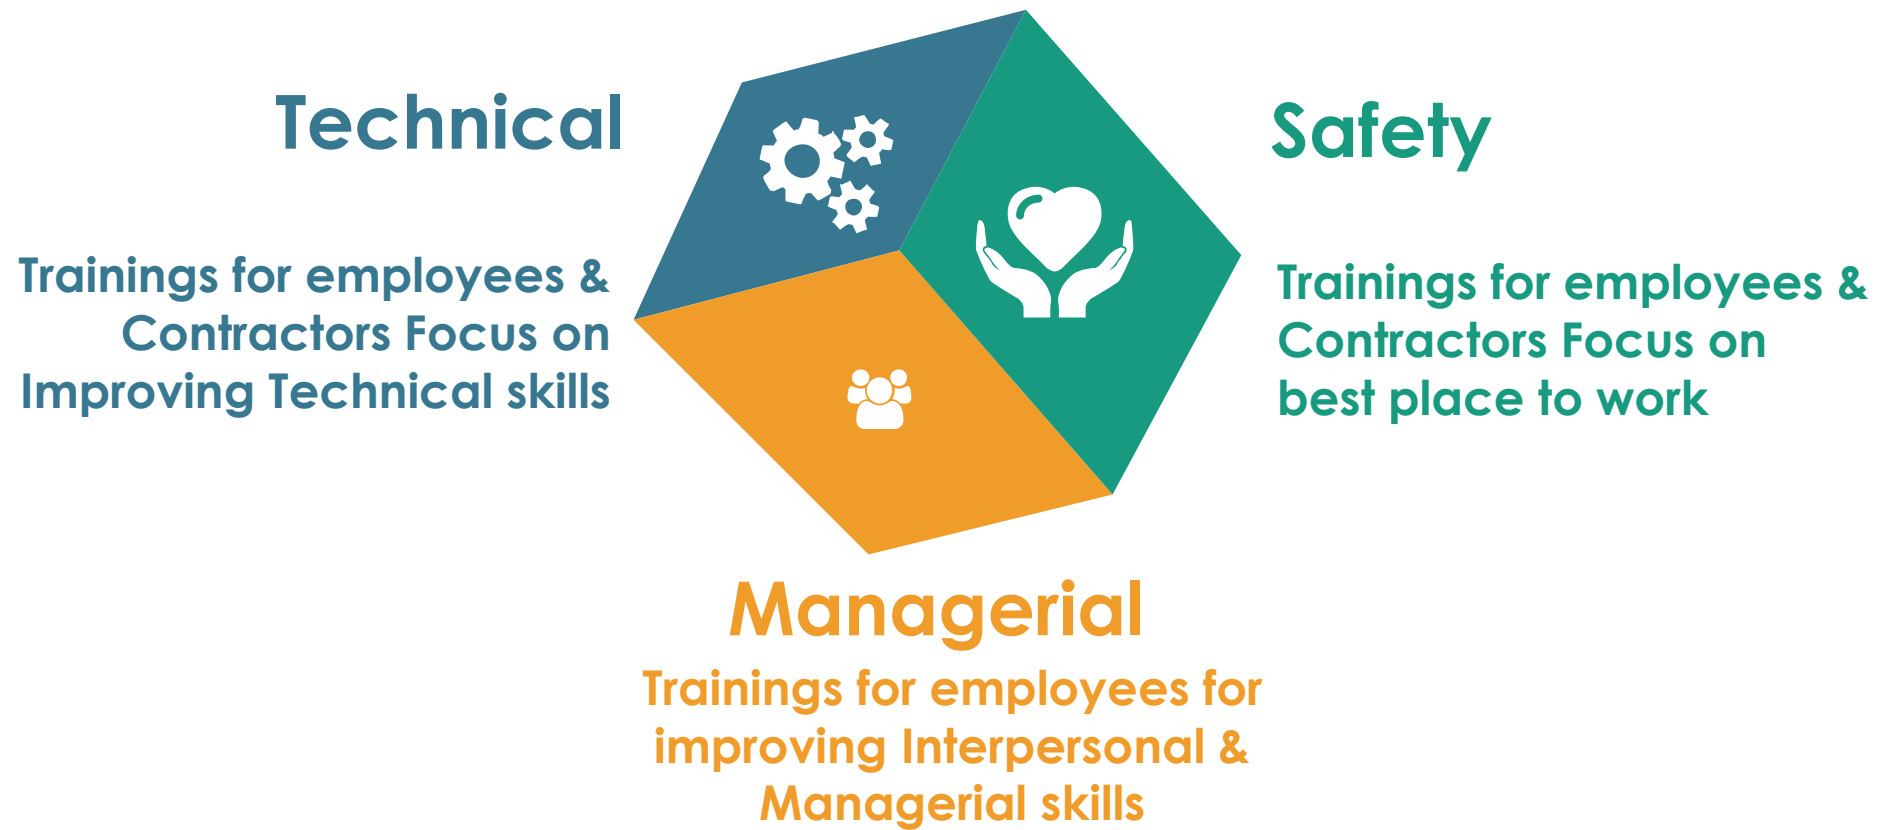 Technical
Trainings for employees &
Contractors Focus on
Improving Technical skills
Safety
Trainings for employees &
Contractors Focus on
best place to work
Managerial
Trainings for employees for
improving Interpersonal &
Managerial skills